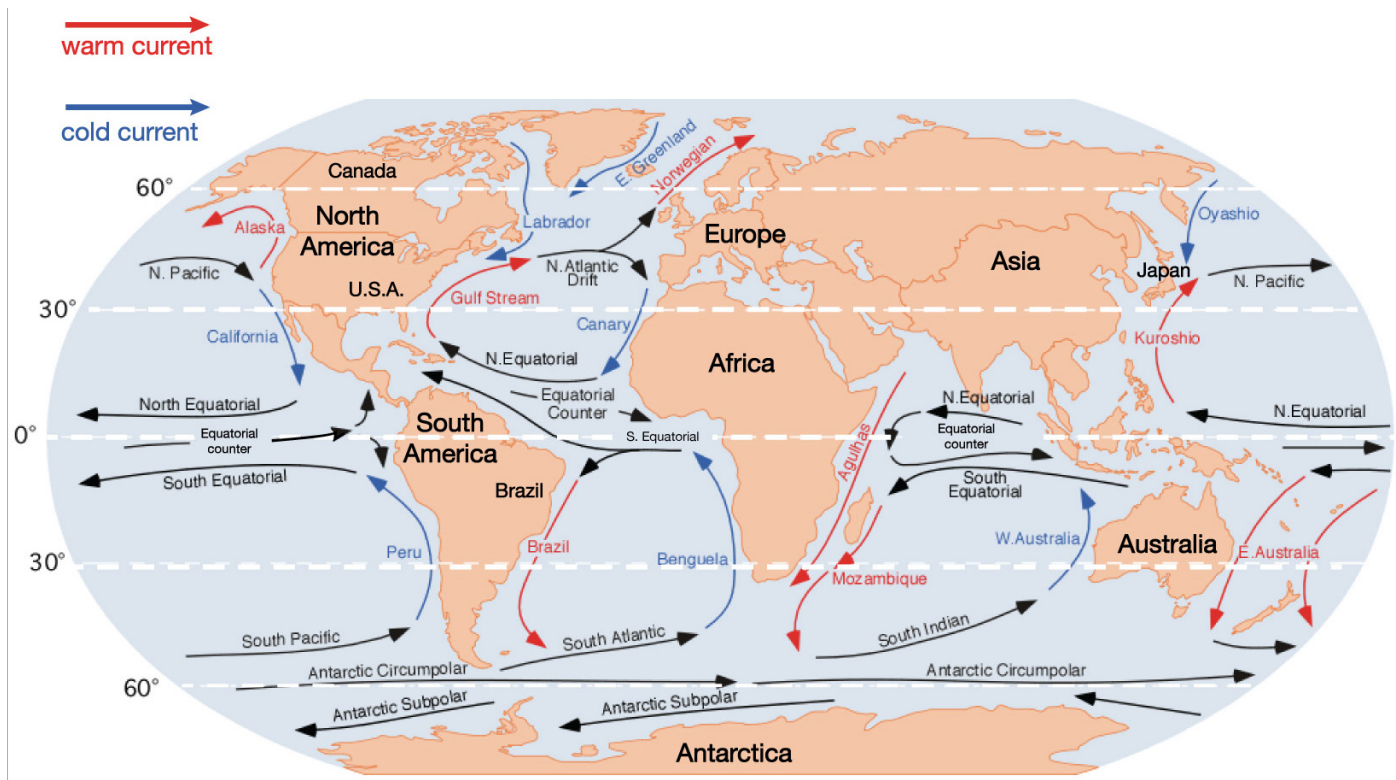 warm current
cold current
E. Greenland
Norwegian
Canada
60°
North
America
Labrador
Oyashio
Alaska
Europe
N. Pacific
N.Atlantic
Drift
Asia
Japan
N. Pacific
U.S.A.
Gulf Stream
30°
California
Canary
Kuroshio
N.Equatorial
Africa
Equatorial
Counter
North Equatorial
N.Equatorial
N.Equatorial
0°
Equatorial
counter
South
America
S. Equatorial
Agulhas
Equatorial
counter
South Equatorial
South
Equatorial
Brazil
Peru
Brazil
Benguela
W.Australia
Australia
E.Australia
30°
Mozambique
South Pacific
South Atlantic
South Indian
Antarctic Circumpolar
Antarctic Circumpolar
60°
Antarctic Subpolar
Antarctic Subpolar
Antarctica